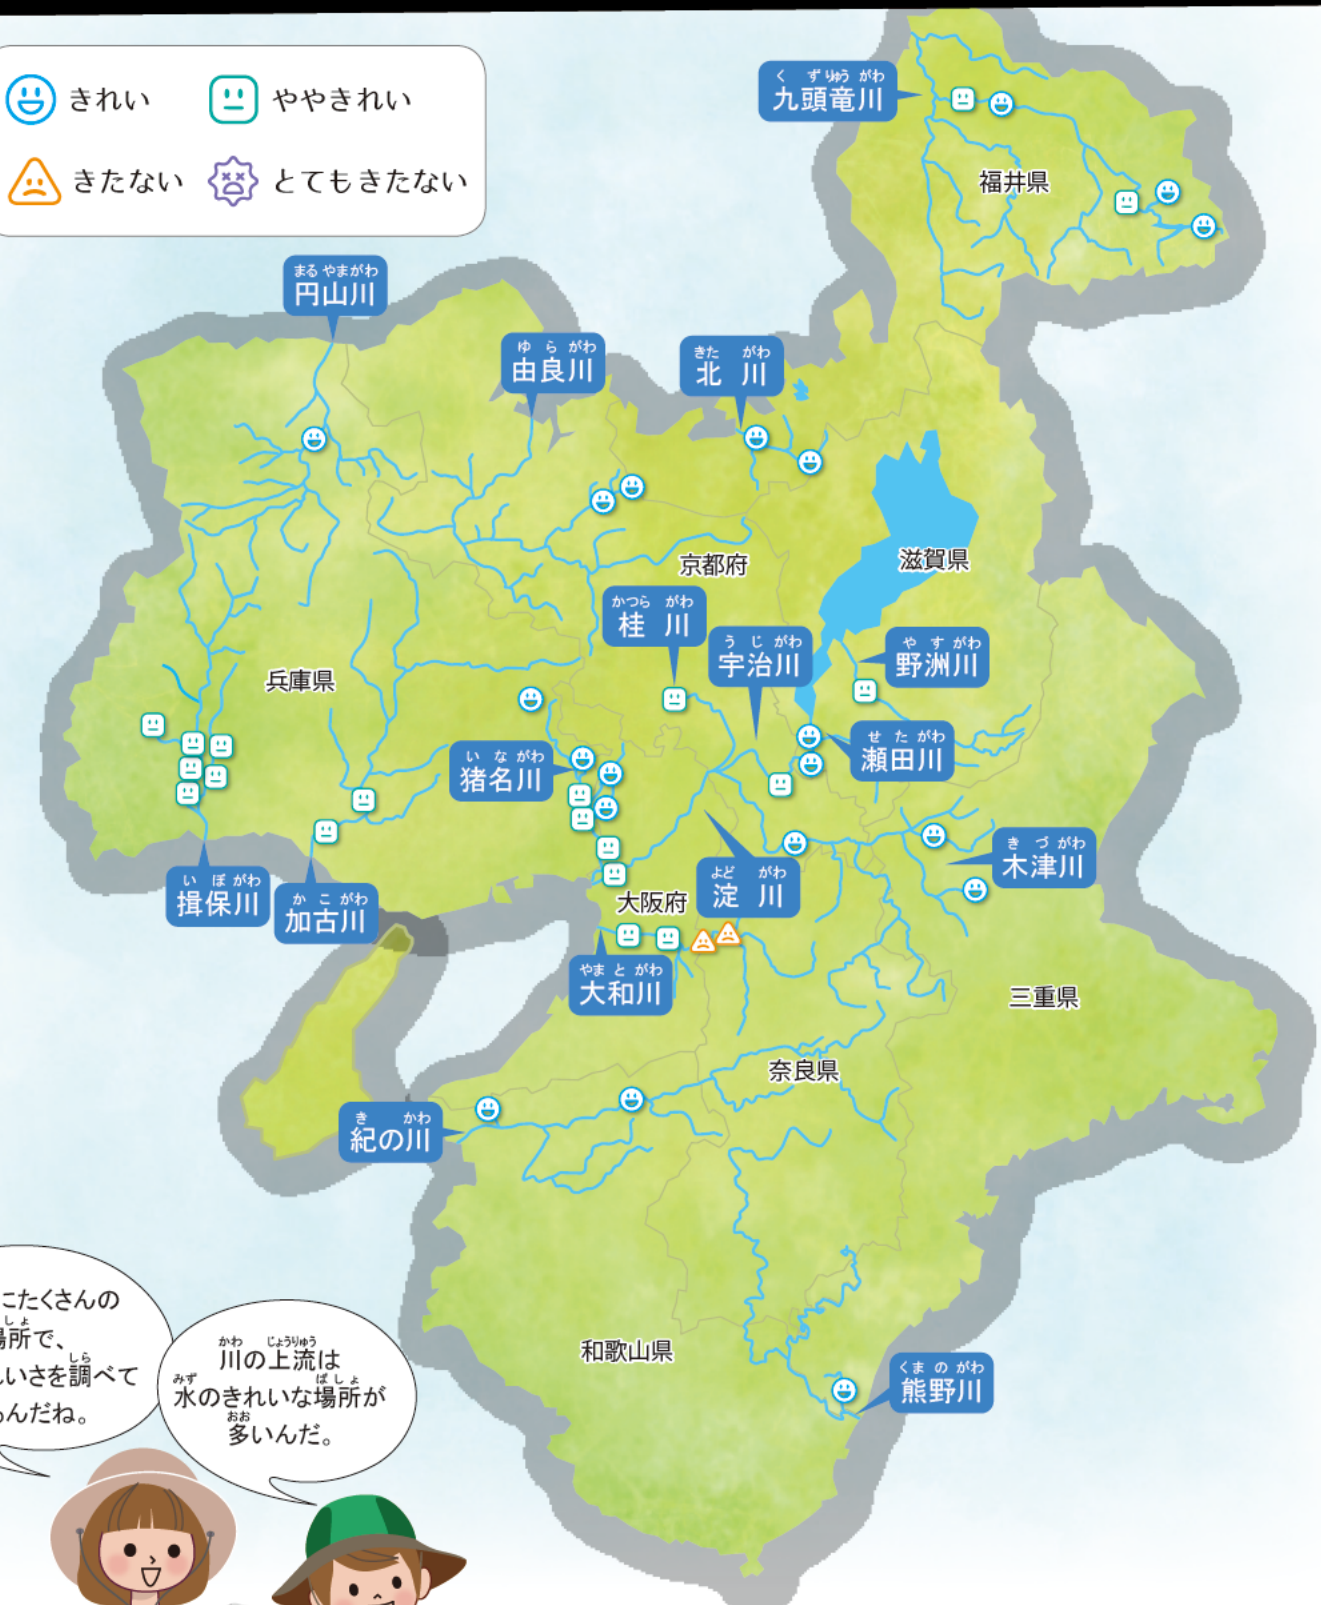 きれい
ややきれい
きたない
とてもきたない
く ず りゅう がわ
九頭竜川
福井県
まる やま がわ
円山川
ゆ ら がわ
由良川
きた がわ
北 川
京都府
滋賀県
かつら がわ
桂 川
う じ がわ
宇治川
や す がわ
野洲川
兵庫県
い な がわ
猪名川
せ た がわ
瀬田川
き づ がわ
木津川
い ぼ がわ
揖保川
か こ がわ
加古川
よど がわ
淀 川
大阪府
やま と がわ
大和川
三重県
奈良県
き かわ
紀の川
和歌山県
くま の がわ
熊野川
にたくさんの
しょ
場所で、
しら
いさを調べて
んだね。
かわ じょうりゅう
川の上流は
みず ばしょ
水のきれいな場所が
おお
多いんだ。